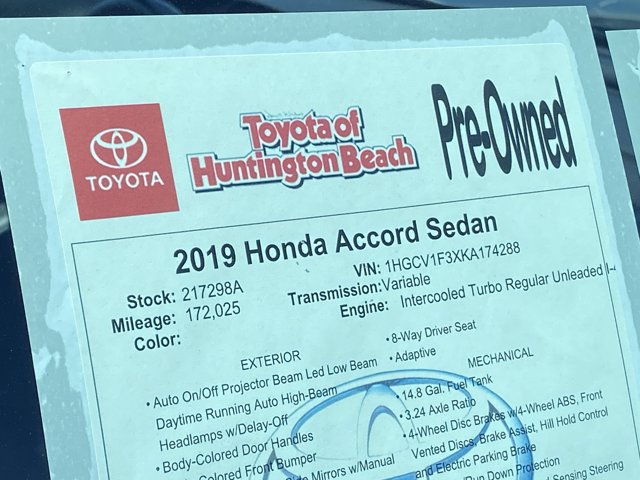 TOYOTA
Toyota of
Huntington Beach
Pre-Owned
2019 Honda Accord Sedan
Stock: 217298A
Mileage: 172,025
Color:
VIN: 1HGCV1F3XKA174288
Transmission: Variable
Engine: Intercooled Turbo Regular Unleaded I-4
EXTERIOR
• Auto On/Off Projector Beam Led Low Beam
Daytime Running Auto High-Beam
Headlamps w/Delay-Off
• Body-Colored Door Handles
Colored Front Bumper
Mirrors w/Manual
• 8-Way Driver Seat
• Adaptive
MECHANICAL
• 14.8 Gal. Fuel Tank
• 3.24 Axle Ratio
• 4-Wheel Disc Brakes w/4-Wheel ABS, Front
Vented Discs, Brake Assist, Hill Hold Control
and Electric Parking Brake
Run Down Protection
Speed Sensing Steering